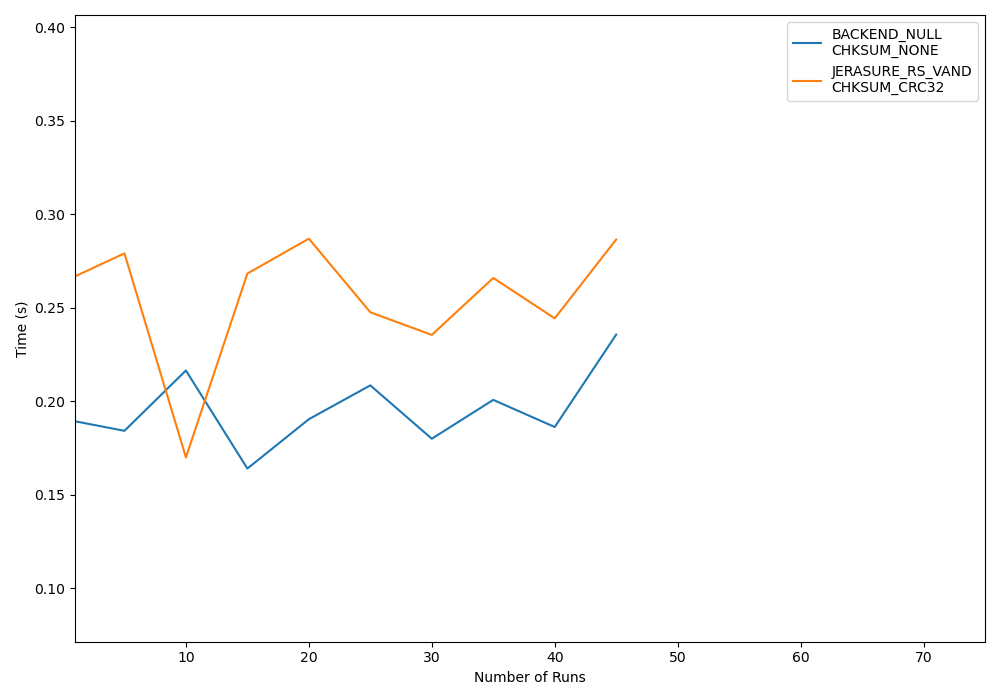 0.40
0.35
0.30
0.25
0.20
0.15
0.10
Time (s)
10 20 30 40 50 60 70
Number of Runs
BACKEND_NULL
CHKSUM_NONE
JERASURE_RS_VAND
CHKSUM_CRC32